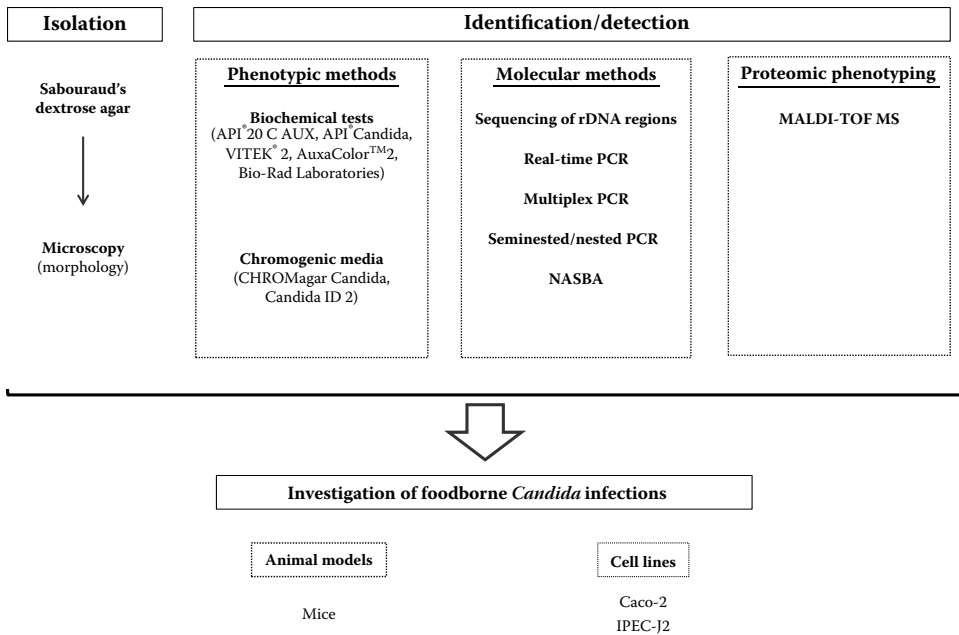 Isolation
Sabouraud's
dextrose agar
Microscopy
(morphology)
Identification/detection
Phenotypic methods
Biochemical tests
(API®20 C AUX, API®Candida,
VITEK® 2, AuxaColor™2,
Bio-Rad Laboratories)
Chromogenic media
(CHROMagar Candida,
Candida ID 2)
Molecular methods
Sequencing of rDNA regions
Real-time PCR
Multiplex PCR
Seminested/nested PCR
NASBA
Proteomic phenotyping
MALDI-TOF MS
Investigation of foodborne Candida infections
Animal models
Mice
Cell lines
Caco-2
IPEC-J2